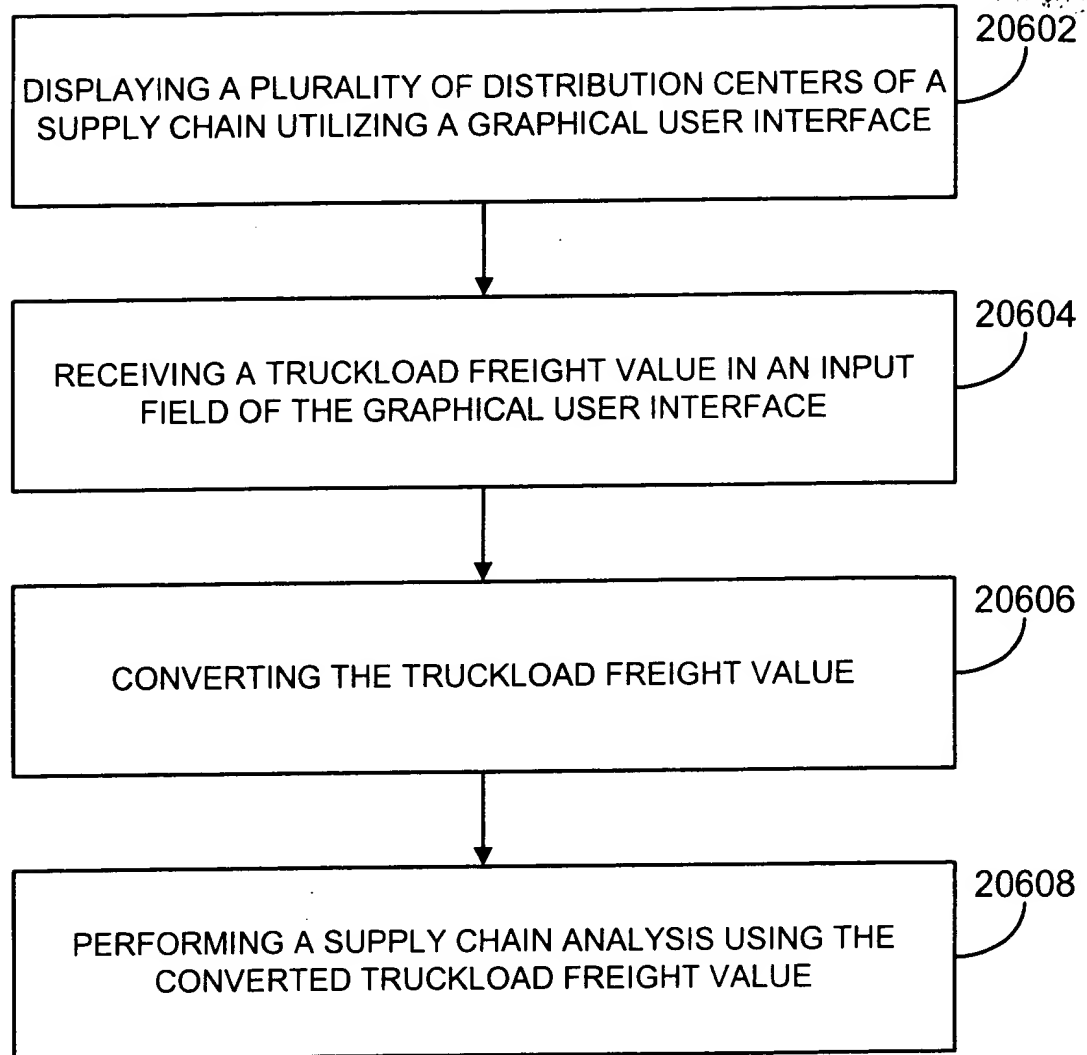 20602
DISPLAYING A PLURALITY OF DISTRIBUTION CENTERS OF A
SUPPLY CHAIN UTILIZING A GRAPHICAL USER INTERFACE
20604
RECEIVING A TRUCKLOAD FREIGHT VALUE IN AN INPUT
FIELD OF THE GRAPHICAL USER INTERFACE
20606
CONVERTING THE TRUCKLOAD FREIGHT VALUE
20608
PERFORMING A SUPPLY CHAIN ANALYSIS USING THE
CONVERTED TRUCKLOAD FREIGHT VALUE